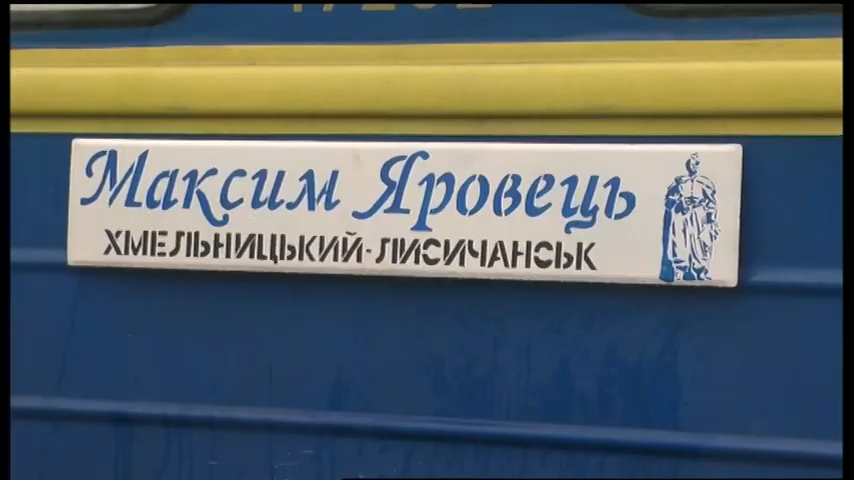 Максим Яровець
ХМЕЛЬНИЦЬКИЙ-ЛИСИЧАНСЬК